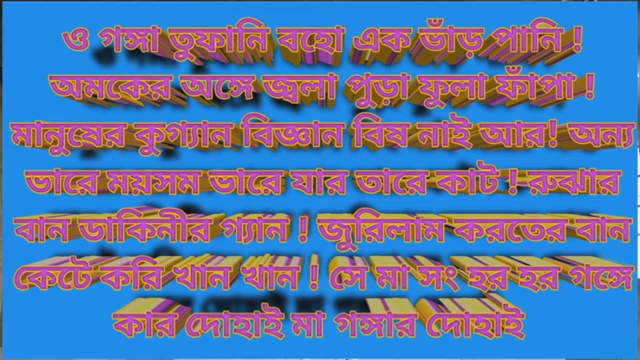 ও গঙ্গা তুফানি বহো এক ভাঁড় পানি !
অমকের অঙ্গে জ্বলা পুড়া ফুলা ফাঁপা !
মানুষের কুগ্যান বিজ্ঞান বিষ নাই আর! অন্য
ভারে ময়সম ভারে যার তারে কাট ! রুঝার
বান ডাকিনীর গ্যান ! জুরিলাম করতের বান
কেটে করি খান খান ! সে মা সং হর হর গঙ্গে
কার দোহাই মা গঙ্গার দোহাই